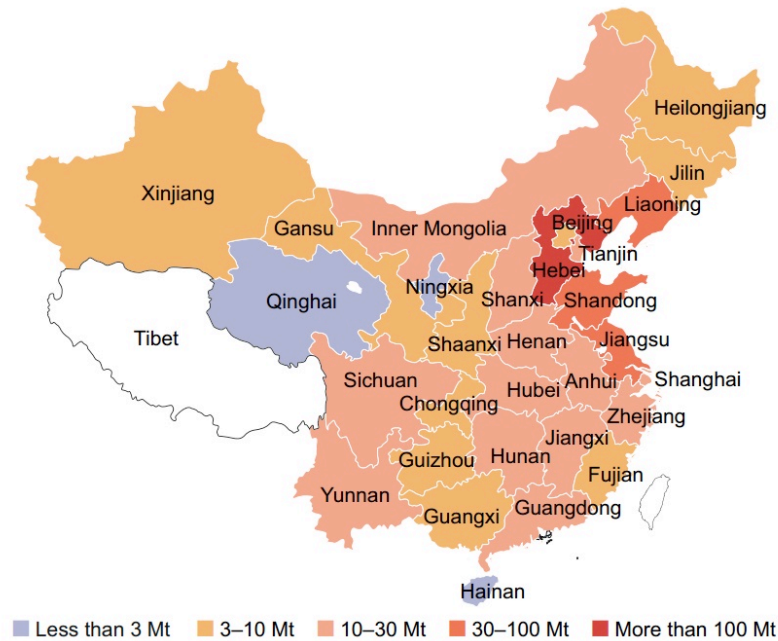 Heilongjiang
Jilin
Xinjiang
Liaoning
Beijing
Gansu
Inner Mongolia
Tianjin
Hebei
Ningxia
Qinghai
Shanxi
Shandong
Tibet
Shaanxi
Henan
Jiangsu
Sichuan
Shanghai
Hubei
Anhui
Chongqing
Zhejiang
Jiangxi
Guizhou
Hunan
Fujian
Yunnan
Guangdong
Guangxi
Hainan
Less than 3 Mt
3–10 Mt
10–30 Mt
30–100 Mt
More than 100 Mt